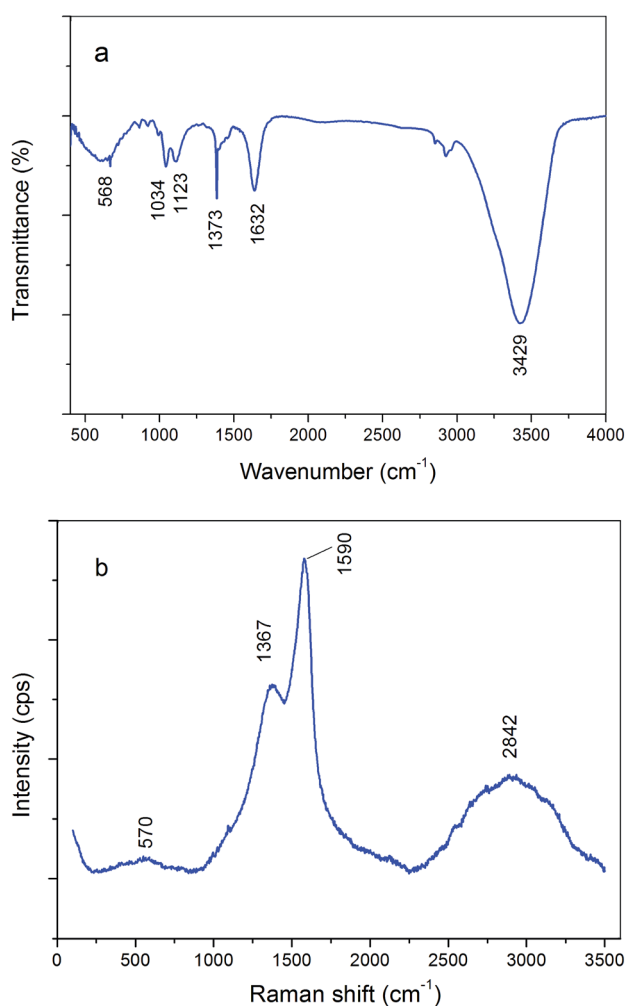 a
Transmittance (%)
568
1034
1123
1373
1632
3429
500 1000 1500 2000 2500 3000 3500 4000
Wavenumber (cm⁻¹)
b
Intensity (cps)
570
1367
1590
2842
0 500 1000 1500 2000 2500 3000 3500
Raman shift (cm⁻¹)